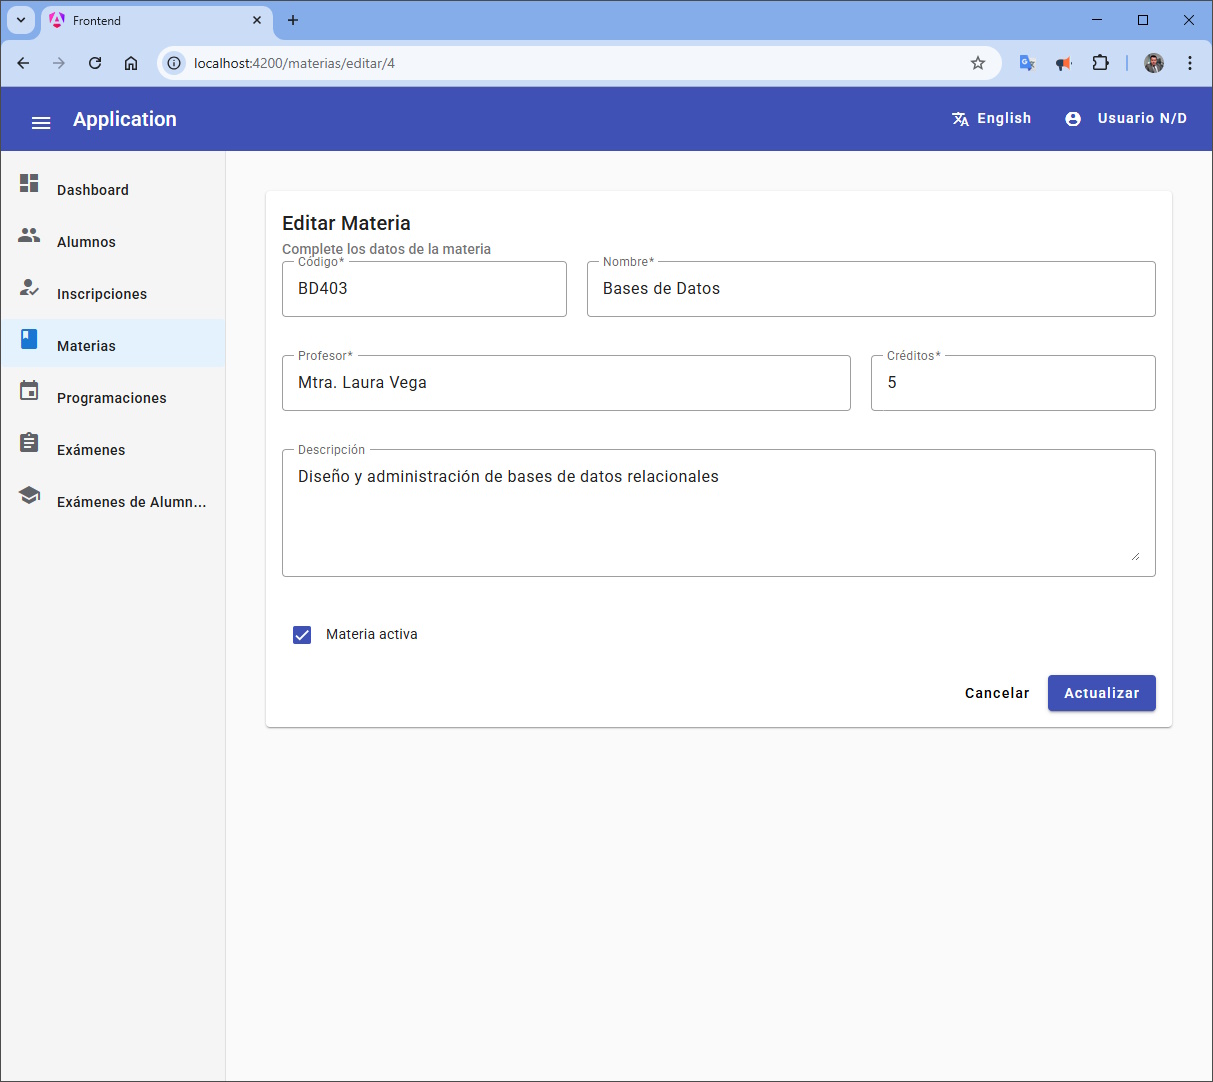 Frontend
localhost:4200/materias/editar/4
Application
English
Usuario N/D
Dashboard
Alumnos
Inscripciones
Materias
Programaciones
Exámenes
Exámenes de Alumn...
Editar Materia
Complete los datos de la materia
Código*
BD403
Nombre*
Bases de Datos
Profesor*
Mtra. Laura Vega
Créditos*
5
Descripción
Diseño y administración de bases de datos relacionales
Materia activa
Cancelar
Actualizar